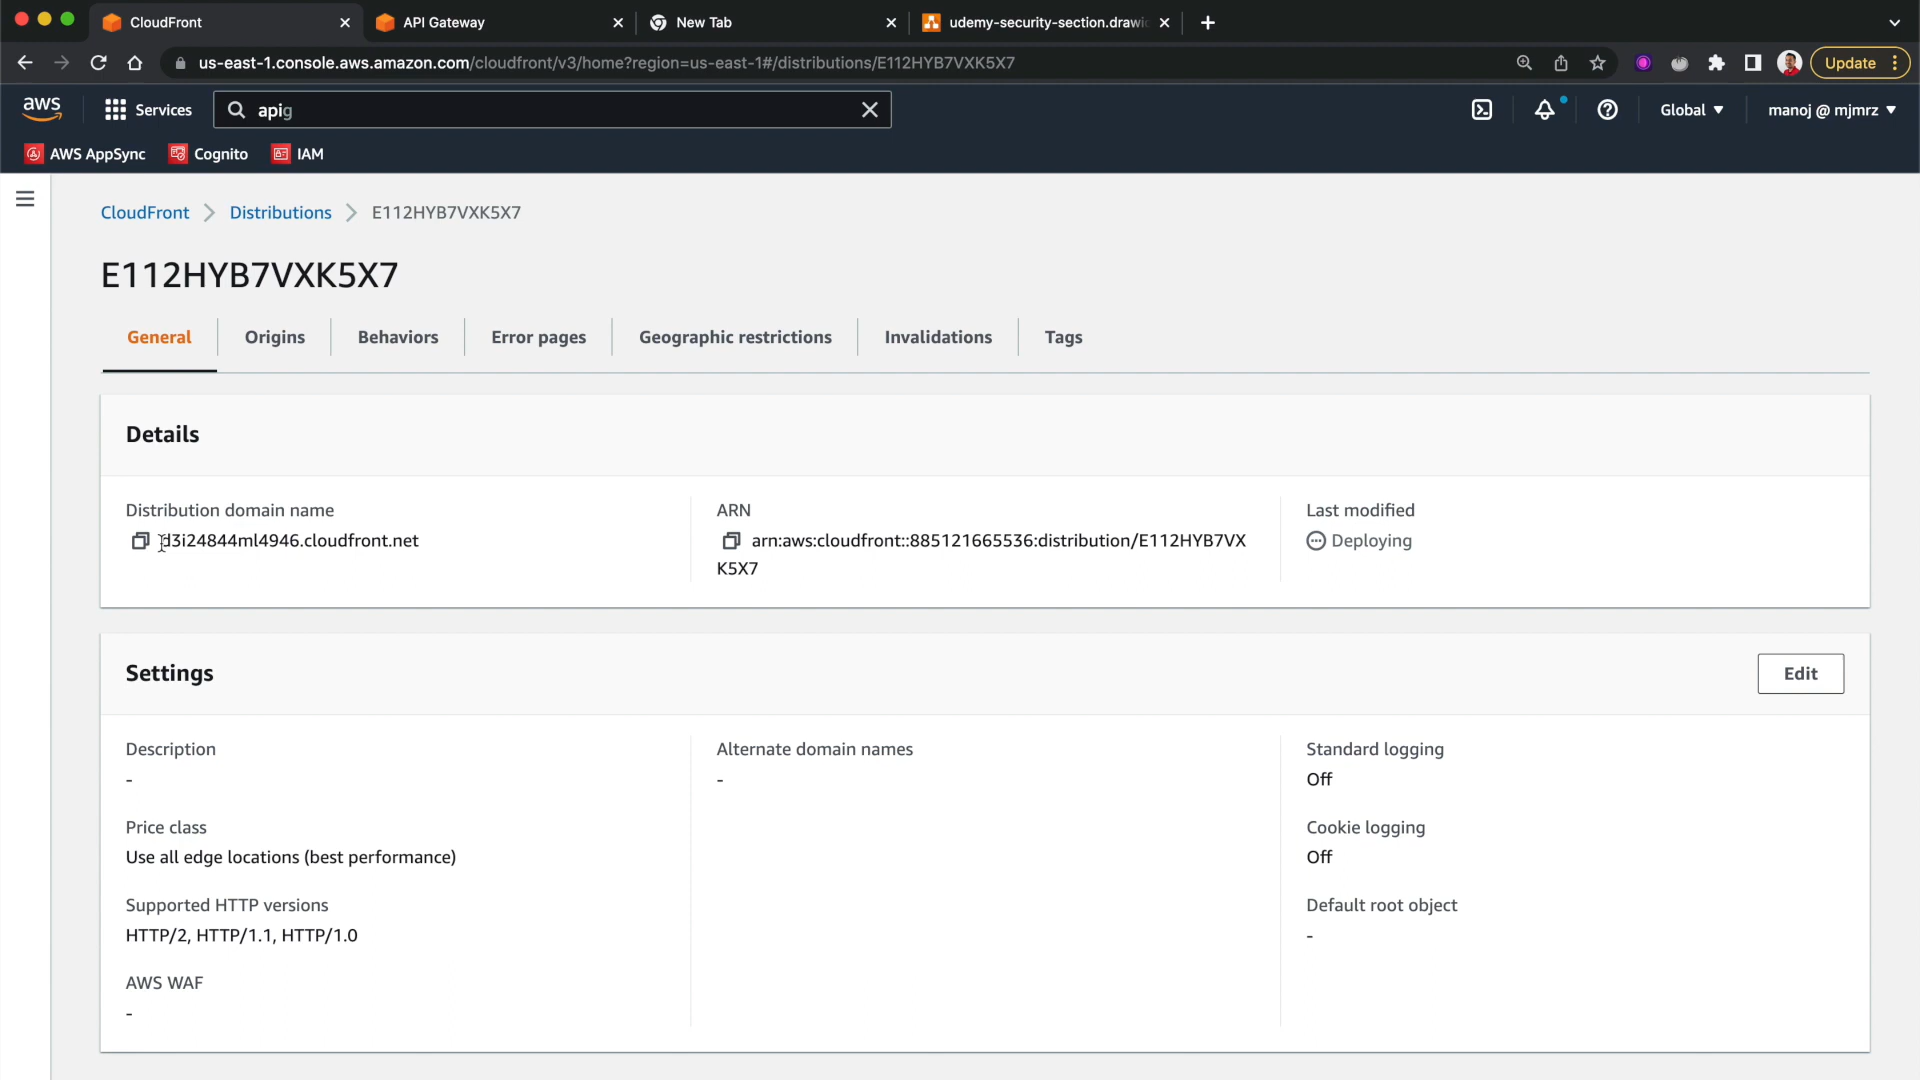 CloudFront
API Gateway
New Tab
udemy-security-section.drawi
us-east-1.console.aws.amazon.com/cloudfront/v3/home?region=us-east-1#/distributions/E112HYB7VXK5X7
Update
aws
Services
apig
Global
manoj @ mjmrz
AWS AppSync
Cognito
IAM
CloudFront
Distributions
E112HYB7VXK5X7
E112HYB7VXK5X7
General
Origins
Behaviors
Error pages
Geographic restrictions
Invalidations
Tags
Details
Distribution domain name
d3i24844ml4946.cloudfront.net
ARN
arn:aws:cloudfront::885121665536:distribution/E112HYB7VX
K5X7
Last modified
Deploying
Settings
Edit
Description
-
Price class
Use all edge locations (best performance)
Supported HTTP versions
HTTP/2, HTTP/1.1, HTTP/1.0
AWS WAF
-
Alternate domain names
-
Standard logging
Off
Cookie logging
Off
Default root object
-